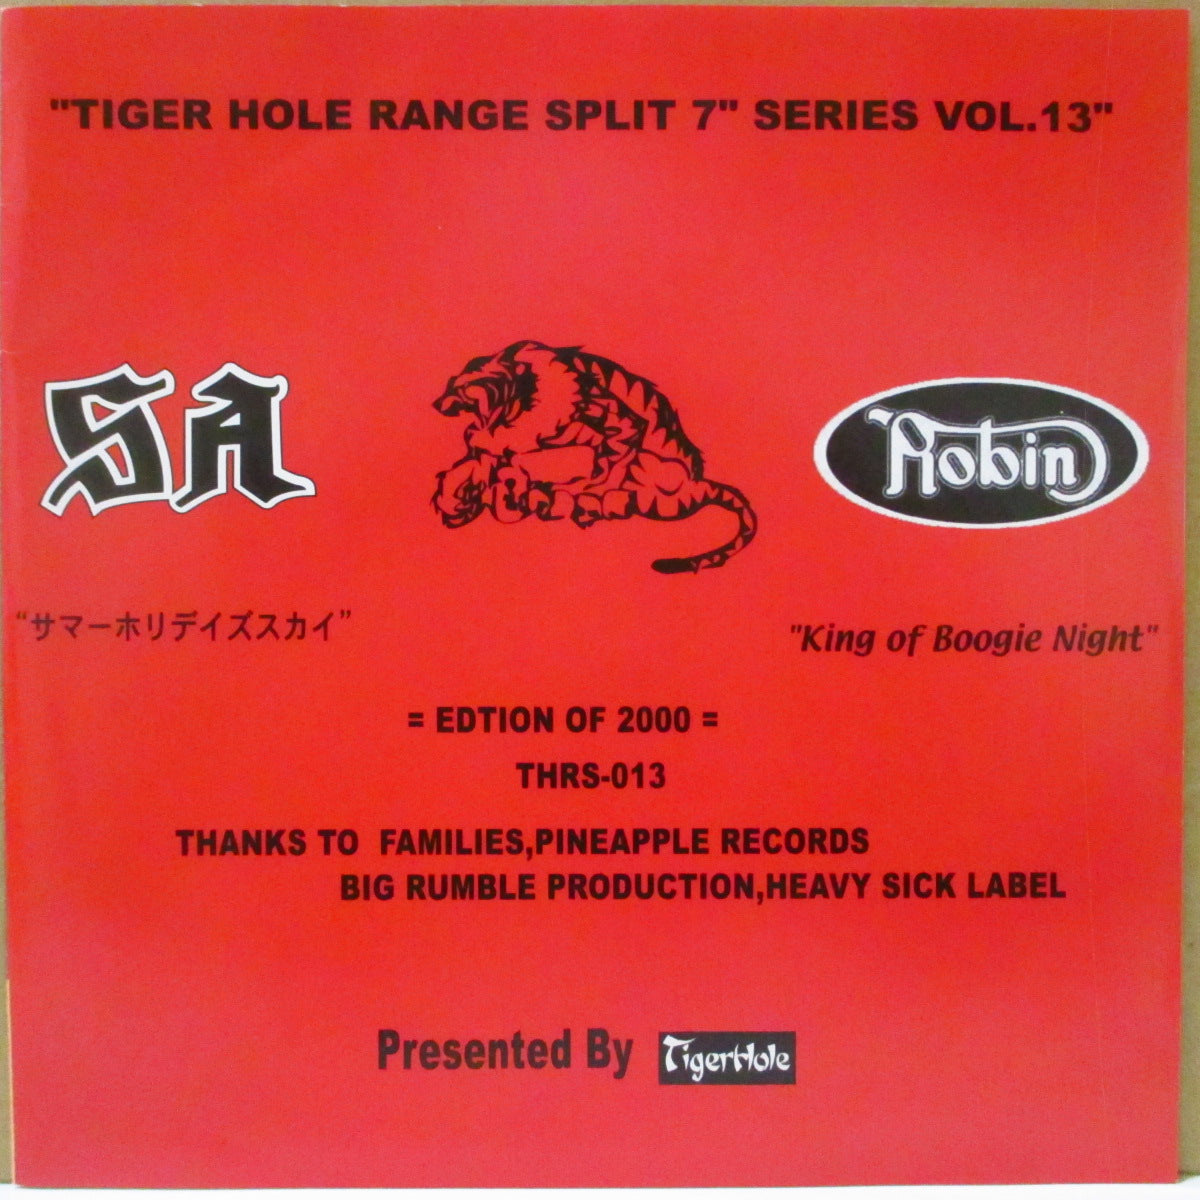 "TIGER HOLE RANGE SPLIT 7" SERIES VOL.13"
SA
Robin
“サマーホリデイズスカイ”
"King of Boogie Night"
= EDTION OF 2000 =
THRS-013
THANKS TO FAMILIES,PINEAPPLE RECORDS
BIG RUMBLE PRODUCTION,HEAVY SICK LABEL
Presented By TigerHole